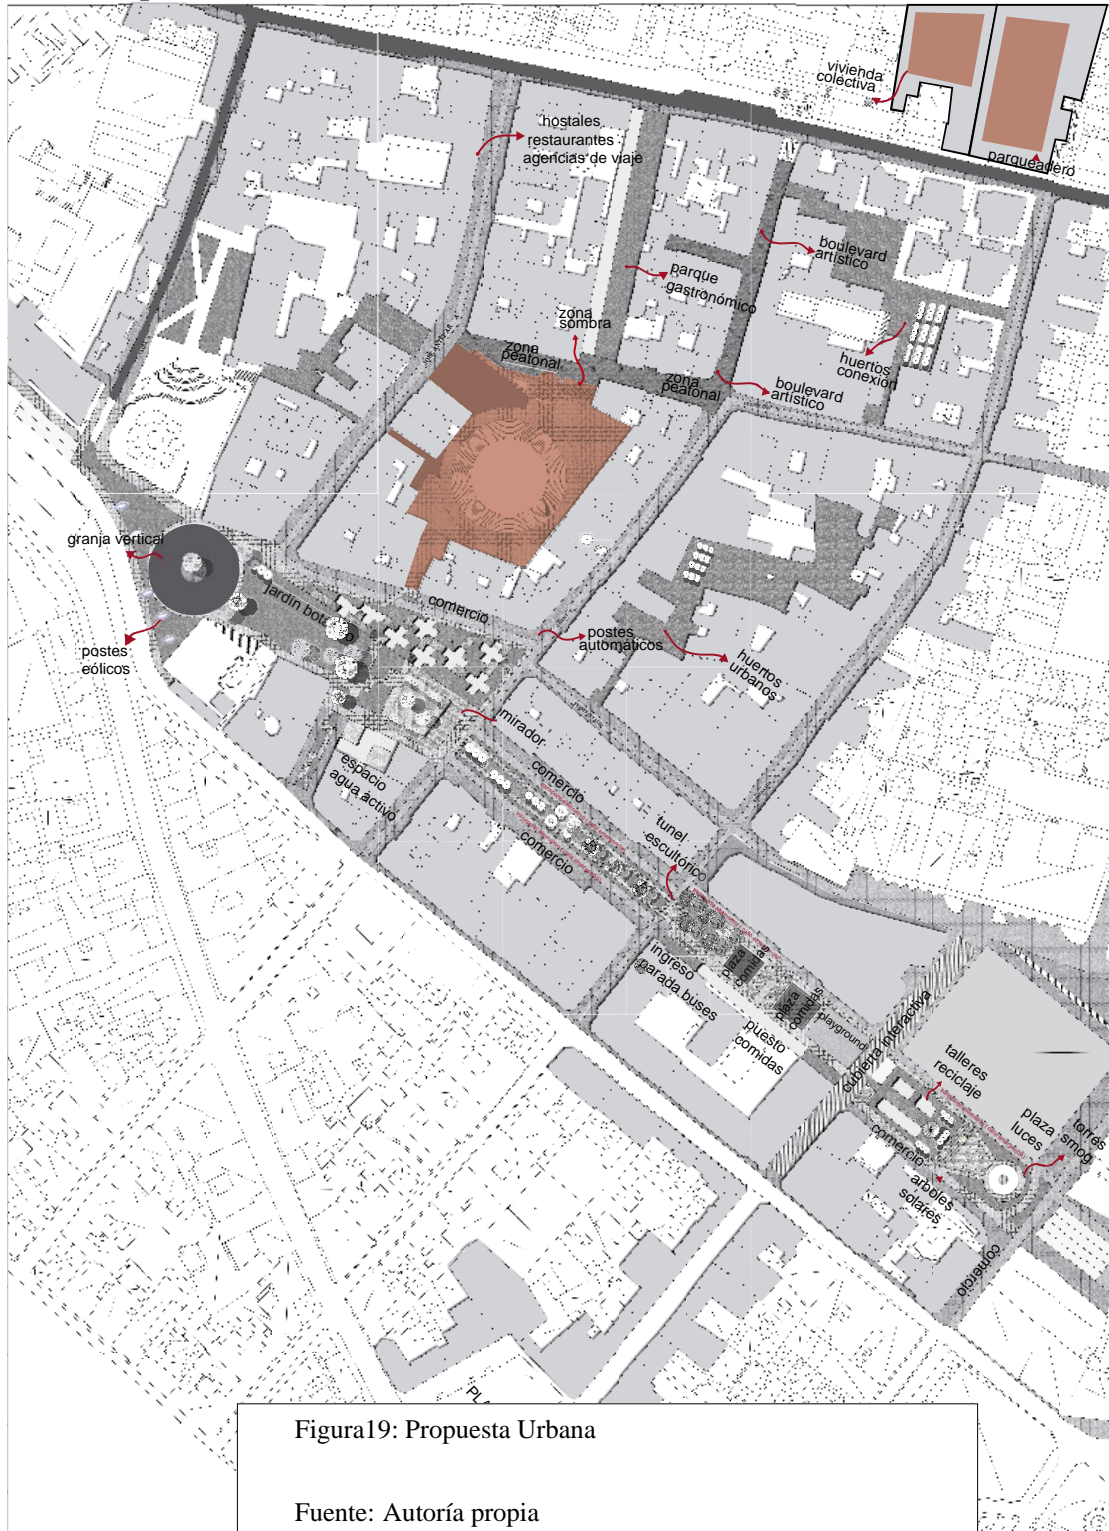 vivienda
colectiva
parqueadero
hostales
restaurantes
agencias de viaje
boulevard
artístico
parque
gastronómico
zona
sombra
zona
peatonal
zona
peatonal
huertos
conexión
boulevard
artístico
granja vertical
jardín
comercio
postes
automáticos
postes
eólicos
huertos
urbanos
mirador
espacio
agua activo
comercio
comercio
tunel
escultórico
ingreso
parada buses
plaza
comidas
plaza
comidas
playground
puesto
comidas
cubierta interactiva
talleres
reciclaje
plaza
luces
torres
smog
comercio
arboles
solares
comercio
Figura19: Propuesta Urbana
Fuente: Autoría propia